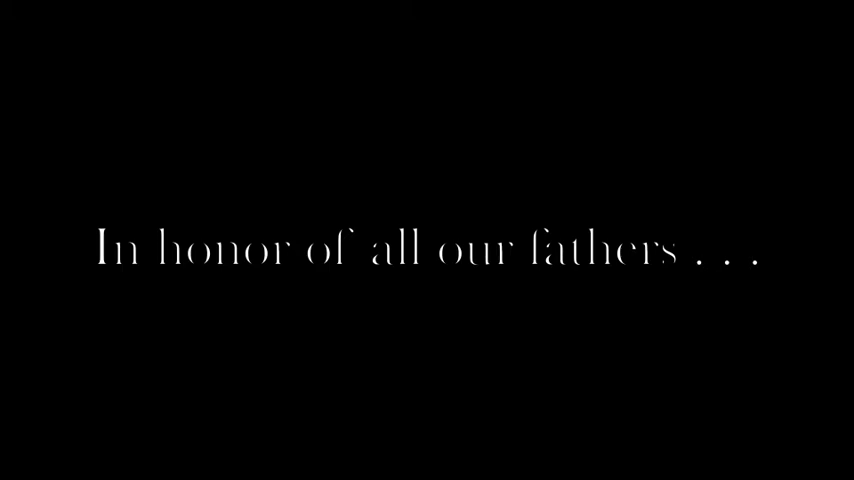 In honor of all our fathers . . .